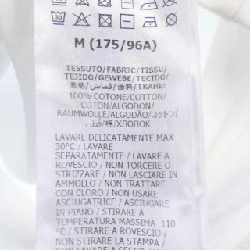 M (175/96A)
TESSUTO/FABRIC/TISSU/
TEJIDO/GEWEBE/TECIDO/
100% COTONE/COTTON/
COTON/ALGODON/
BAUMWOLLE/ALGODÃO/
/ХЛОПОК
LAVARE DELICATAMENTE MAX
30°C / LAVARE
SEPARATAMENTE / LAVARE A
ROVESCIO / NON TORCERE O
STRIZZARE / NON LASCIARE IN
AMMOLLO / NON TRATTARE
CON CLORO / NON USARE
ASCIUGATRICE / ASCIUGARE
IN PIANO / STIRARE A
TEMPERATURA MASSIMA 110
°C / STIRARE A ROVESCIO /
NON STIRARE LA STAMPA /